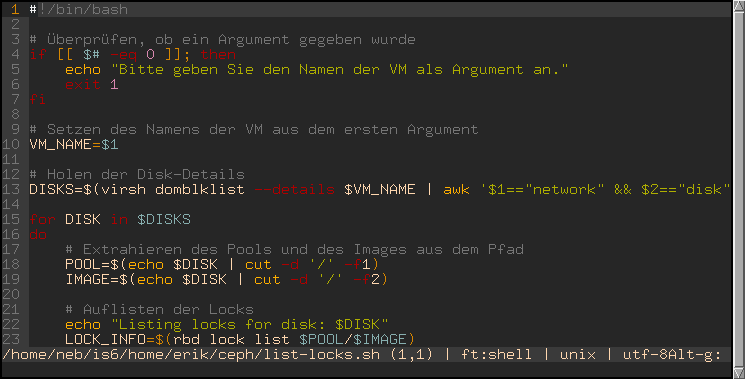 1 #!/bin/bash
2
3 # Überprüfen, ob ein Argument gegeben wurde
4 if [[ $# -eq 0 ]]; then
5     echo "Bitte geben Sie den Namen der VM als Argument an."
6     exit 1
7 fi
8
9 # Setzen des Namens der VM aus dem ersten Argument
10 VM_NAME=$1
11
12 # Holen der Disk-Details
13 DISKS=$(virsh domblklist --details $VM_NAME | awk '$1=="network" && $2=="disk"
14
15 for DISK in $DISKS
16 do
17     # Extrahieren des Pools und des Images aus dem Pfad
18     POOL=$(echo $DISK | cut -d '/' -f1)
19     IMAGE=$(echo $DISK | cut -d '/' -f2)
20
21     # Auflisten der Locks
22     echo "Listing locks for disk: $DISK"
23     LOCK_INFO=$(rbd lock list $POOL/$IMAGE)
/home/neb/is6/home/erik/ceph/list-locks.sh (1,1) | ft:shell | unix | utf-8Alt-g: